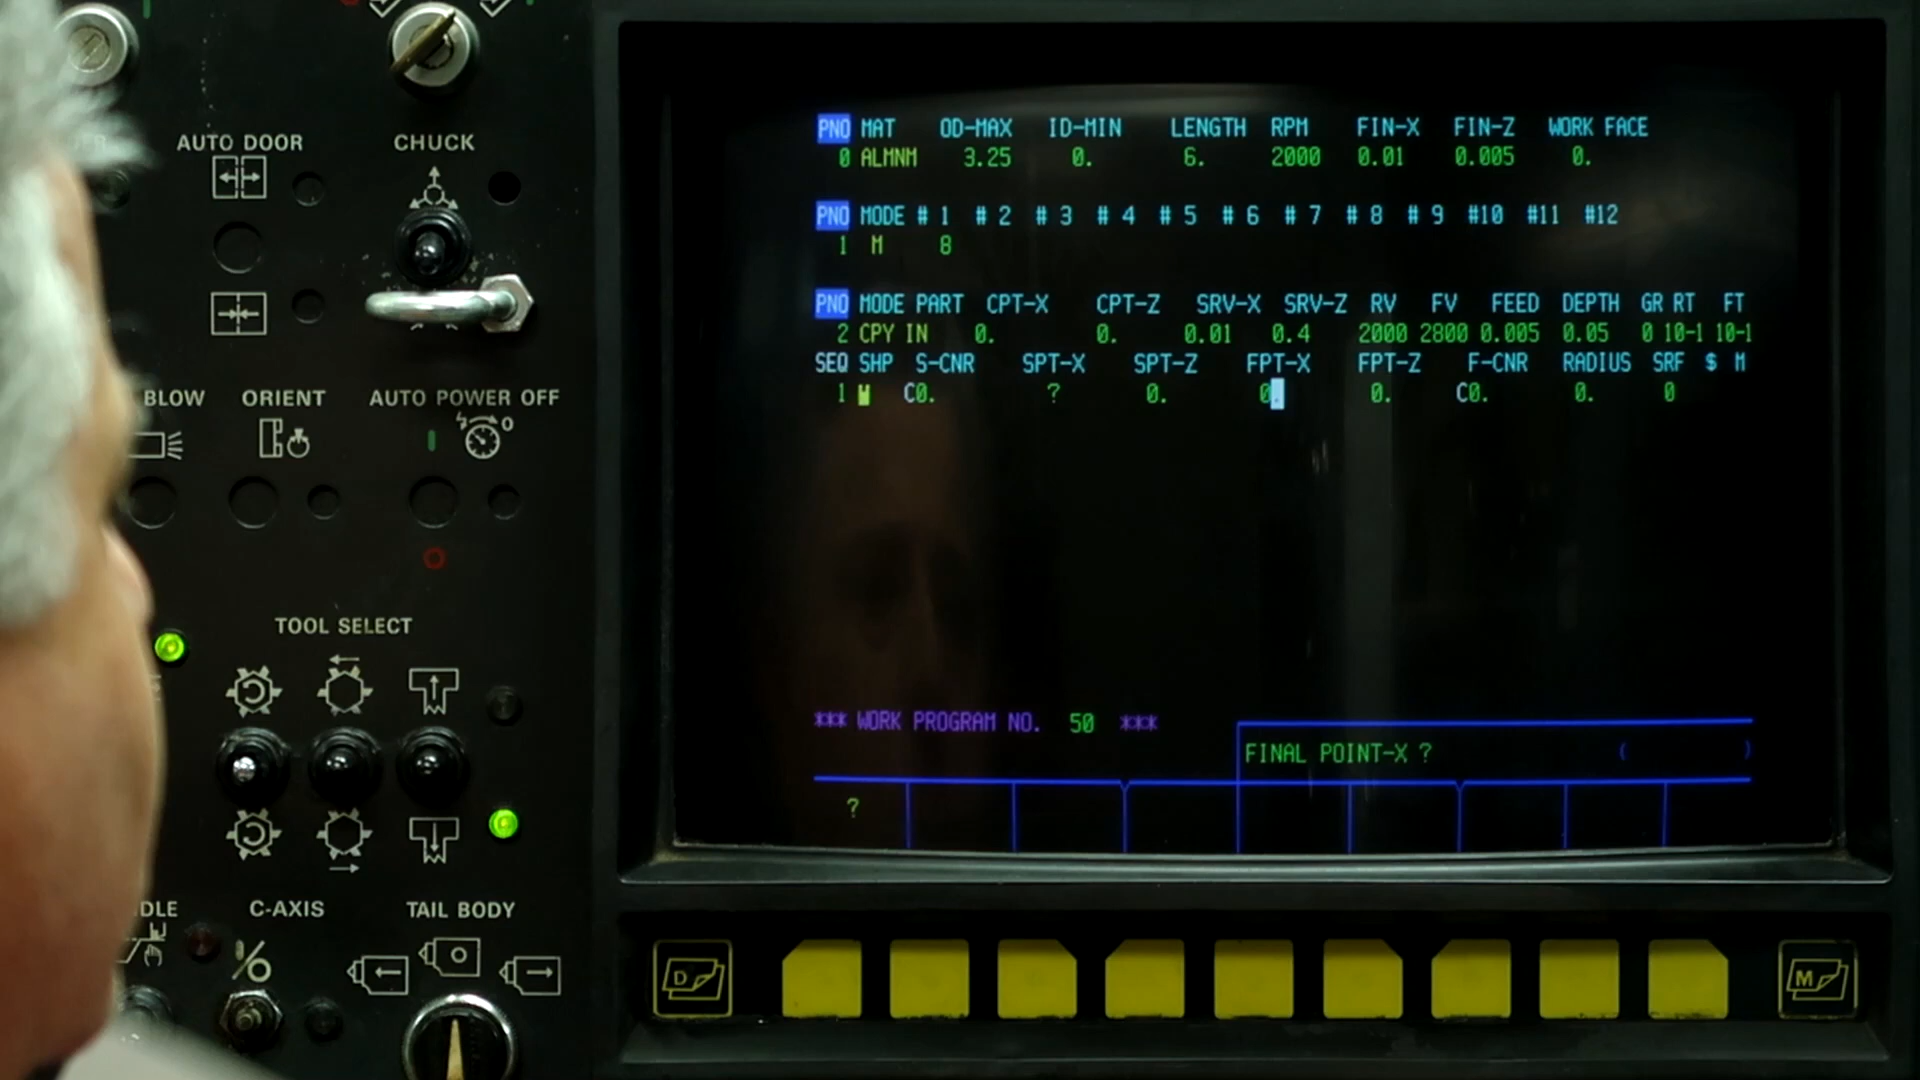 AUTO DOOR
CHUCK
BLOW
ORIENT
AUTO POWER OFF
TOOL SELECT
C-AXIS
TAIL BODY
PNO MAT OD-MAX ID-MIN LENGTH RPM FIN-X FIN-Z WORK FACE
0 ALMNM 3.25 0. 6. 2000 0.01 0.005 0.
PNO MODE # 1 # 2 # 3 # 4 # 5 # 6 # 7 # 8 # 9 #10 #11 #12
1 M 8
PNO MODE PART CPT-X CPT-Z SRV-X SRV-Z RV FV FEED DEPTH GR RT FT
2 CPY IN 0. 0. 0.01 0.4 2000 2800 0.005 0.05 0 10-1 10-1
SEQ SHP S-CNR SPT-X SPT-Z FPT-X FPT-Z F-CNR RADIUS SRF $ M
1 C0. ? 0. 0. 0. C0. 0. 0
*** WORK PROGRAM NO. 50 ***
FINAL POINT-X ? ( )
?
D
M